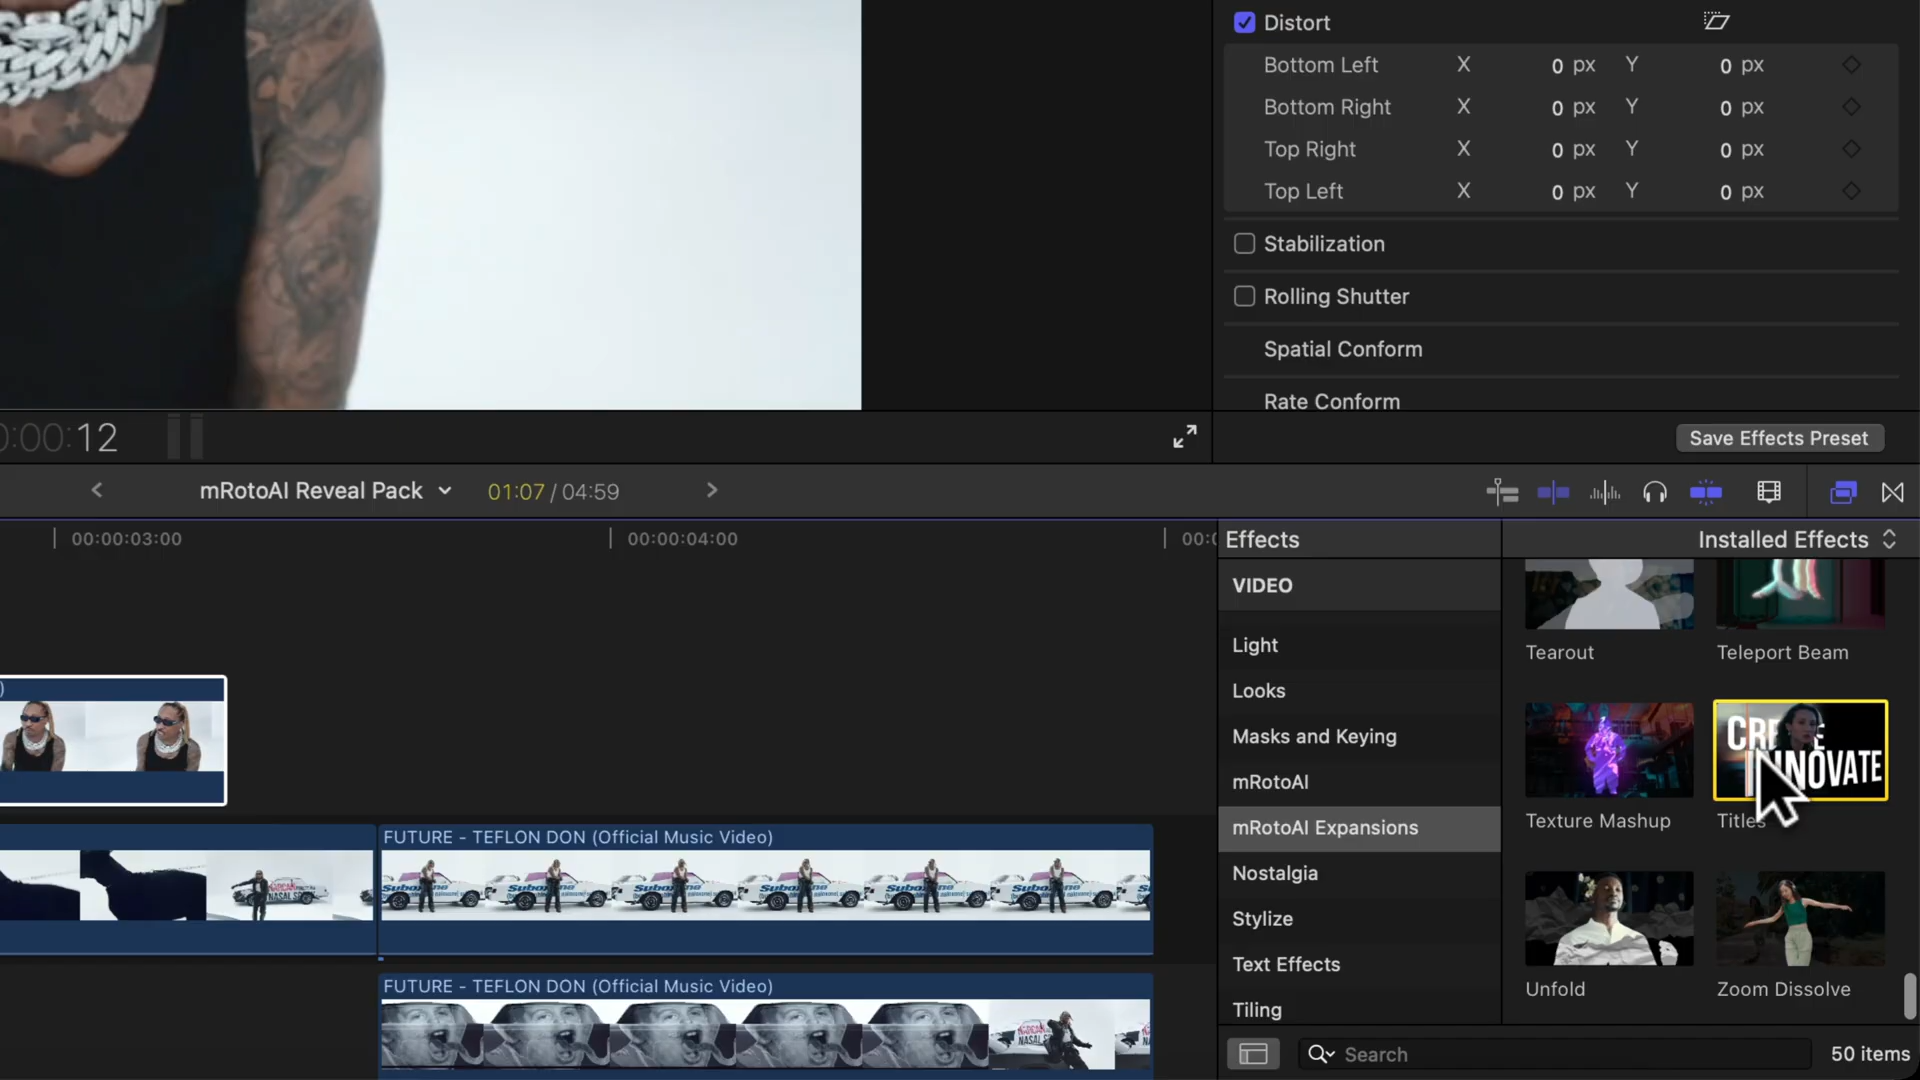 Distort
Bottom Left X 0 px Y 0 px
Bottom Right X 0 px Y 0 px
Top Right X 0 px Y 0 px
Top Left X 0 px Y 0 px
Stabilization
Rolling Shutter
Spatial Conform
Rate Conform
:00:12
Save Effects Preset
mRotoAI Reveal Pack 01:07 / 04:59
00:00:03:00
00:00:04:00
Effects
Installed Effects
VIDEO
Light
Looks
Masks and Keying
mRotoAI
mRotoAI Expansions
Nostalgia
Stylize
Text Effects
Tiling
Tearout
Teleport Beam
INNOVATE
Texture Mashup
Titles
Unfold
Zoom Dissolve
Search
50 items
FUTURE - TEFLON DON (Official Music Video)
FUTURE - TEFLON DON (Official Music Video)